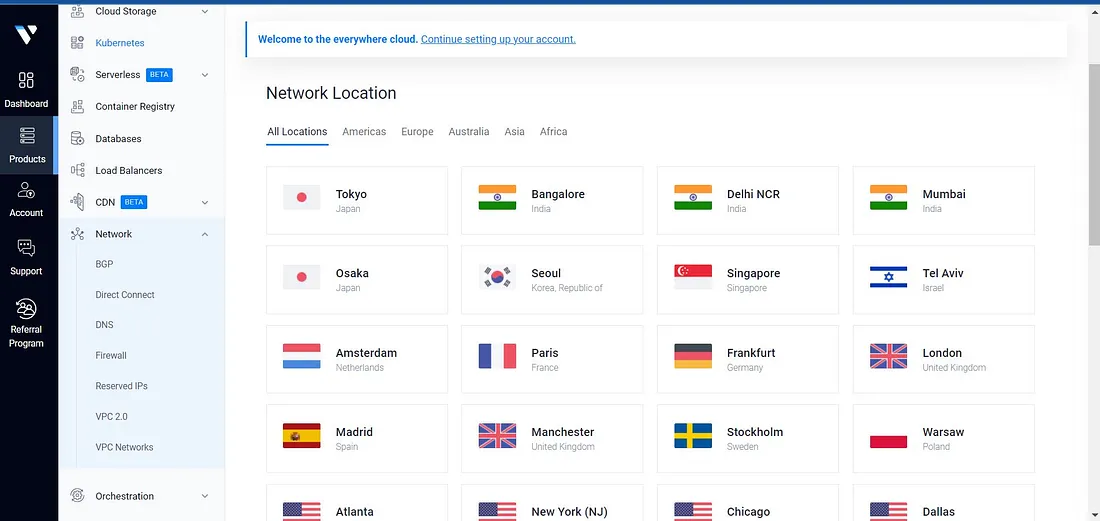 Dashboard
Products
Account
Support
Referral
Program
Cloud Storage
Kubernetes
Serverless BETA
Container Registry
Databases
Load Balancers
CDN BETA
Network
BGP
Direct Connect
DNS
Firewall
Reserved IPs
VPC 2.0
VPC Networks
Orchestration
Welcome to the everywhere cloud. Continue setting up your account.
Network Location
All Locations Americas Europe Australia Asia Africa
Tokyo
Japan
Bangalore
India
Delhi NCR
India
Mumbai
India
Osaka
Japan
Seoul
Korea, Republic of
Singapore
Singapore
Tel Aviv
Israel
Amsterdam
Netherlands
Paris
France
Frankfurt
Germany
London
United Kingdom
Madrid
Spain
Manchester
United Kingdom
Stockholm
Sweden
Warsaw
Poland
Atlanta
New York (NJ)
Chicago
Dallas